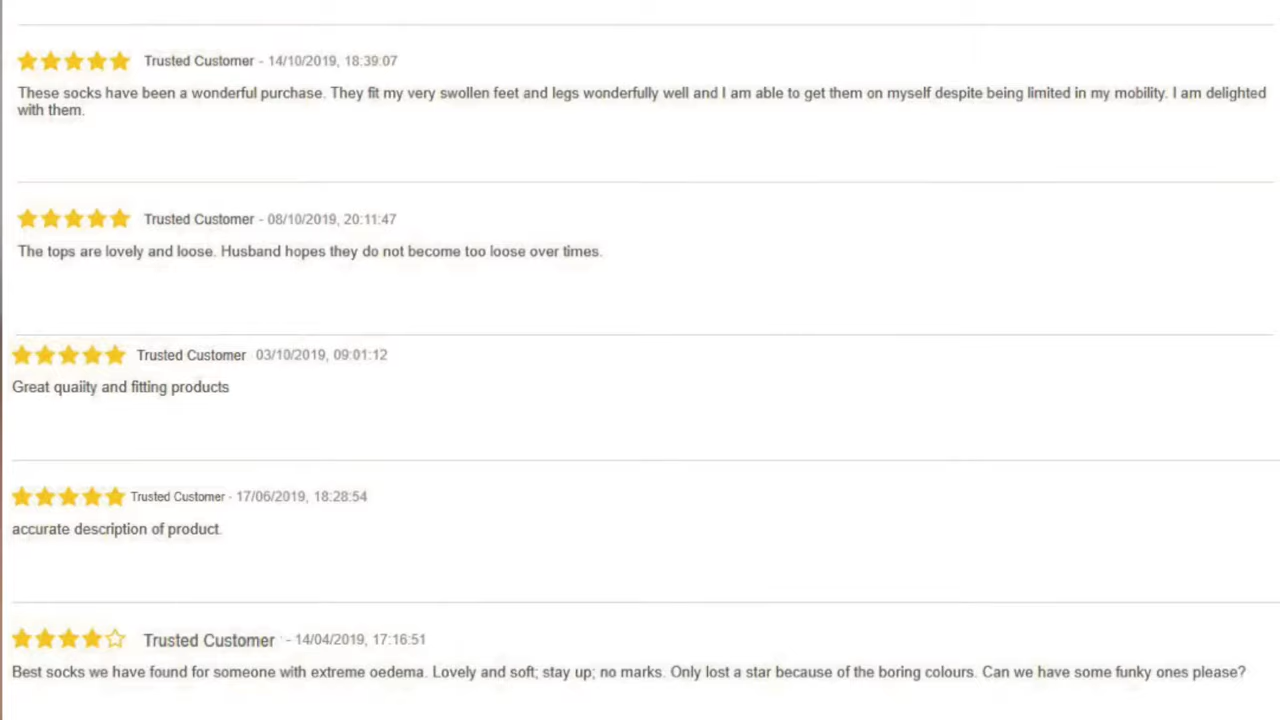 Trusted Customer - 14/10/2019, 18:39:07
These socks have been a wonderful purchase. They fit my very swollen feet and legs wonderfully well and I am able to get them on myself despite being limited in my mobility. I am delighted
with them.
Trusted Customer - 08/10/2019, 20:11:47
The tops are lovely and loose. Husband hopes they do not become too loose over times.
Trusted Customer 03/10/2019, 09:01:12
Great quaiity and fitting products
Trusted Customer - 17/06/2019, 18:28:54
accurate description of product.
Trusted Customer - 14/04/2019, 17:16:51
Best socks we have found for someone with extreme oedema. Lovely and soft; stay up; no marks. Only lost a star because of the boring colours. Can we have some funky ones please?